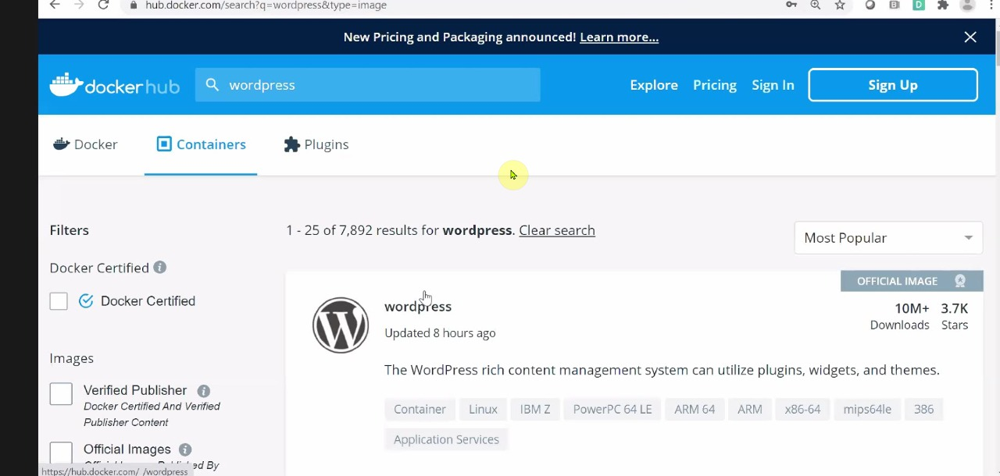 hub.docker.com/search?q=wordpress&type=image
New Pricing and Packaging announced! Learn more...
dockerhub
wordpress
Explore Pricing Sign In Sign Up
Docker Containers Plugins
Filters
1 - 25 of 7,892 results for wordpress. Clear search
Most Popular
Docker Certified
Docker Certified
OFFICIAL IMAGE
wordpress
10M+ 3.7K
Downloads Stars
Updated 8 hours ago
The WordPress rich content management system can utilize plugins, widgets, and themes.
Container Linux IBM Z PowerPC 64 LE ARM 64 ARM x86-64 mips64le 386
Application Services
Images
Verified Publisher
Docker Certified And Verified
Publisher Content
Official Images
By
https://hub.docker.com/_/wordpress